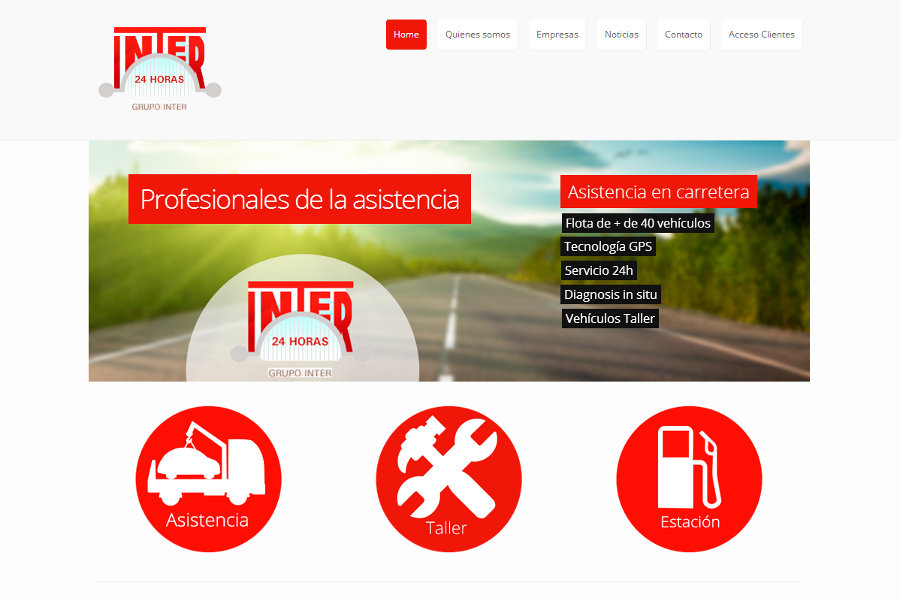 INTER
24 HORAS
GRUPO INTER
Home
Quienes somos
Empresas
Noticias
Contacto
Acceso Clientes
Profesionales de la asistencia
Asistencia en carretera
Flota de + de 40 vehículos
Tecnología GPS
Servicio 24h
Diagnosis in situ
Vehículos Taller
INTER
24 HORAS
GRUPO INTER
Asistencia
Taller
Estación